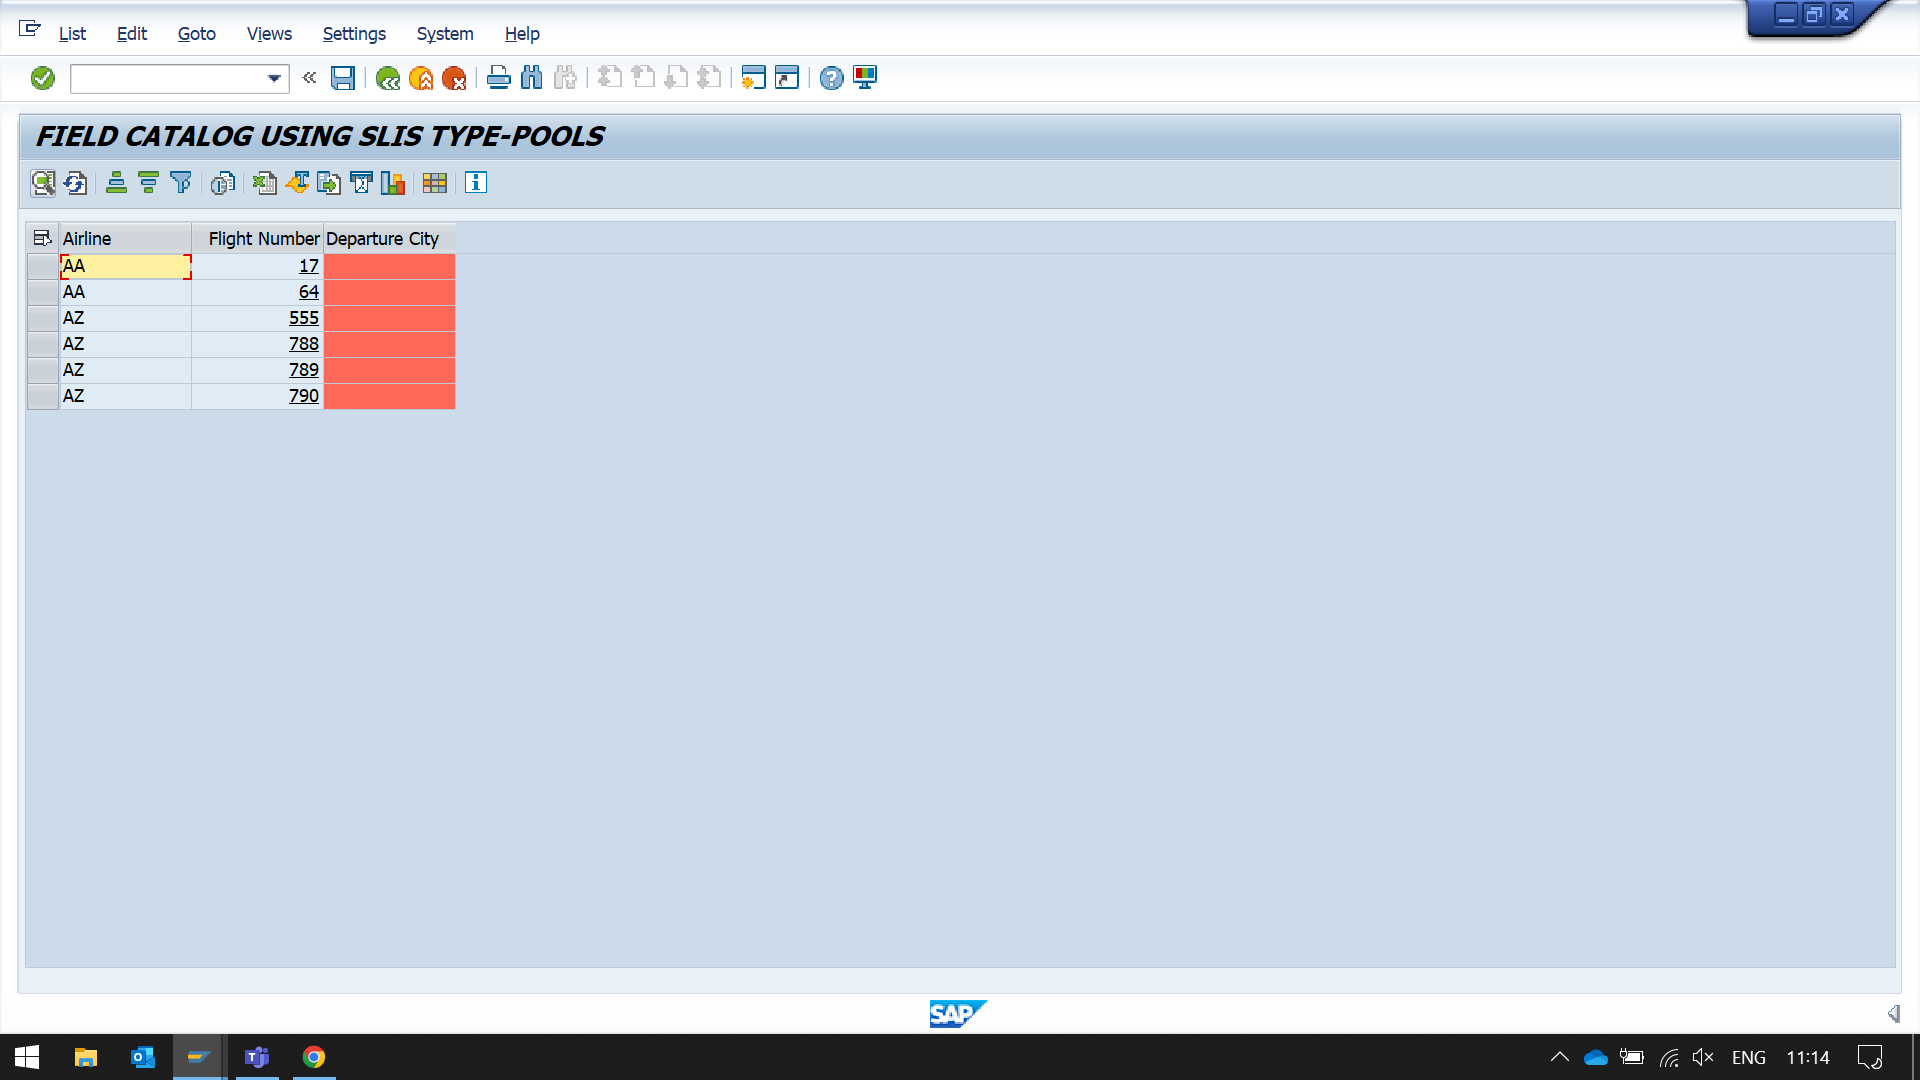 List Edit Goto Views Settings System Help
FIELD CATALOG USING SLIS TYPE-POOLS
Airline Flight Number Departure City
AA 17
AA 64
AZ 555
AZ 788
AZ 789
AZ 790
SAP
ENG 11:14